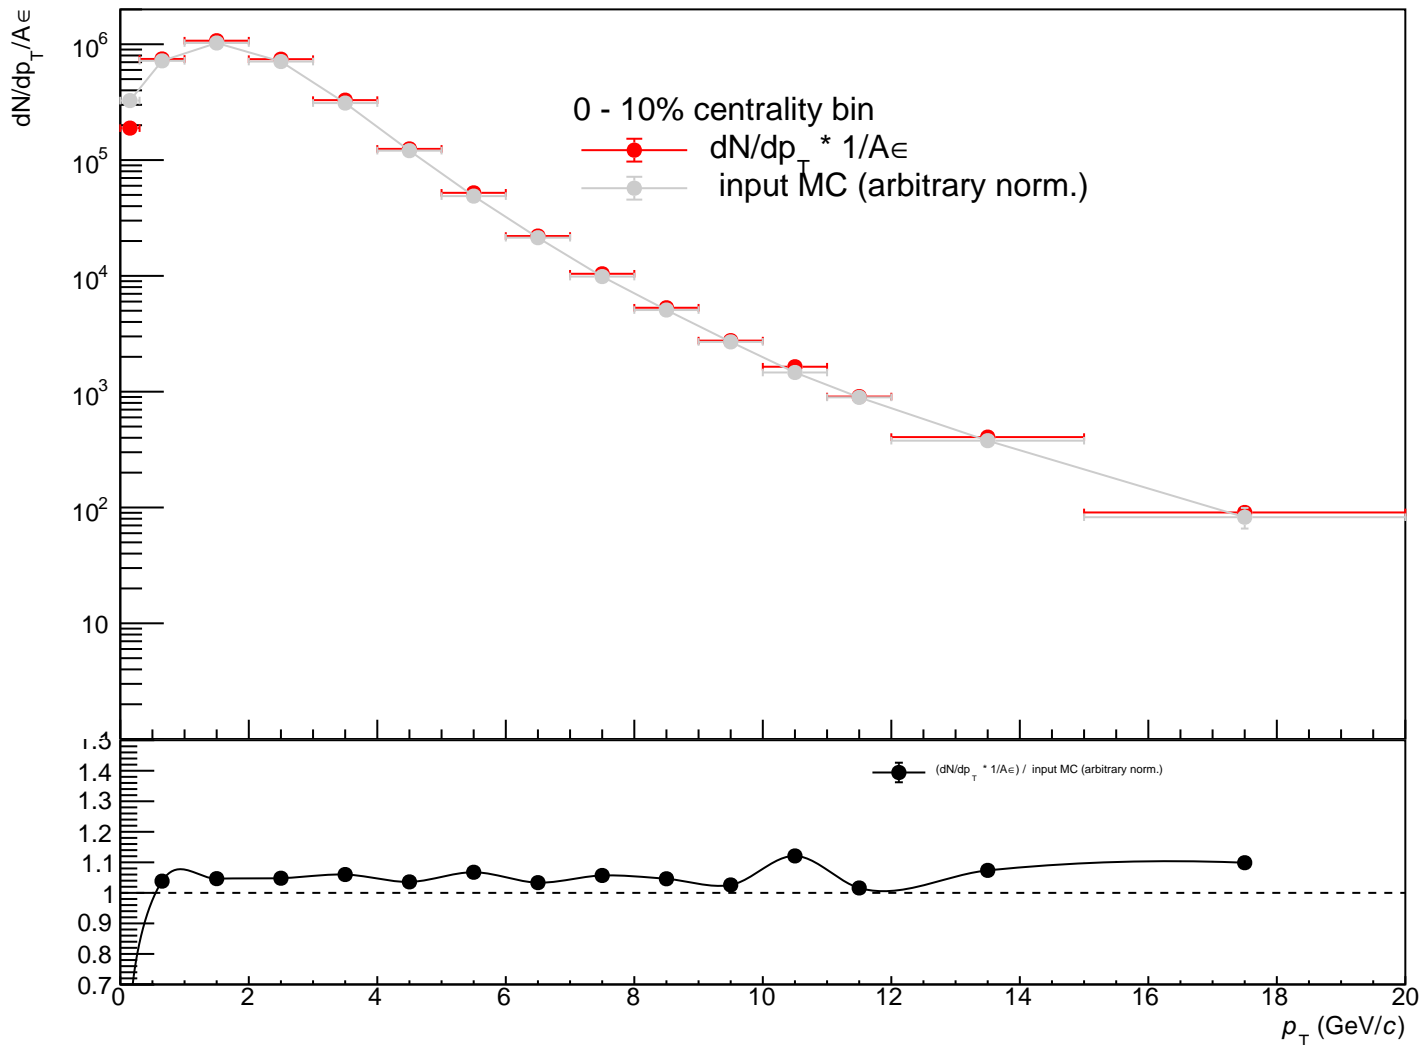 dN/dp_T/A∈
10^6
10^5
10^4
10^3
10^2
10
1
0 - 10% centrality bin
dN/dp_T * 1/A∈
input MC (arbitrary norm.)
1.5
1.4
1.3
1.2
1.1
1
0.9
0.8
0.7
(dN/dp_T * 1/A∈) / input MC (arbitrary norm.)
0 2 4 6 8 10 12 14 16 18 20
p_T (GeV/c)